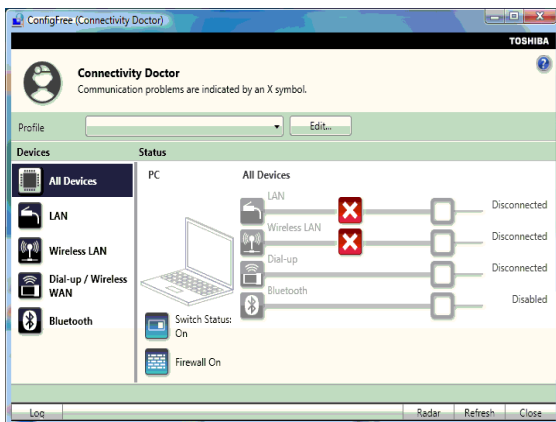 ConfigFree (Connectivity Doctor)
TOSHIBA
Connectivity Doctor
Communication problems are indicated by an X symbol.
Profile
Edit...
Devices
Status
All Devices
LAN
Wireless LAN
Dial-up / Wireless
WAN
Bluetooth
PC
Switch Status:
On
Firewall On
All Devices
LAN
Disconnected
Wireless LAN
Disconnected
Dial-up
Disconnected
Bluetooth
Disabled
Log
Radar
Refresh
Close